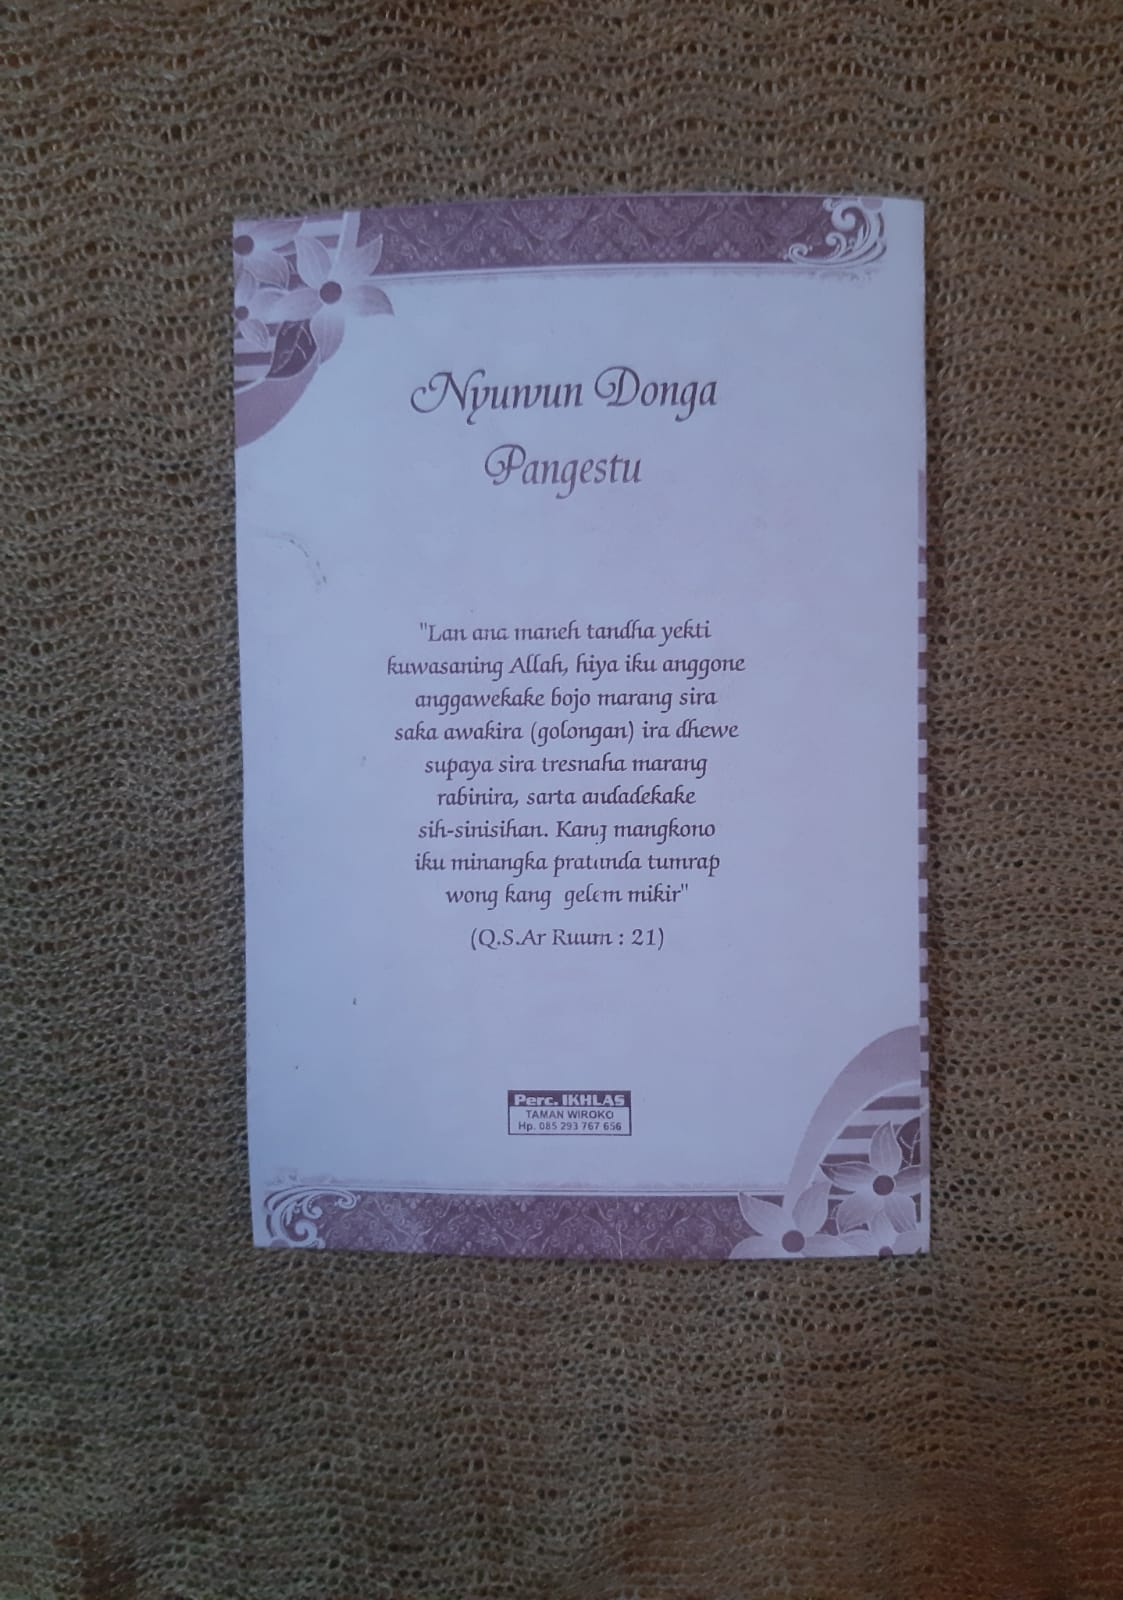 Nyuwun Donga
Pangestu
"Lan ana maneh tandha yekti
kuwasaning Allah, hiya iku anggone
anggawekake bojo marang sira
saka awakira (golongan) ira dhewe
supaya sira tresnaha marang
rabinira, sarta andadekake
sih-sinisihan. Kang mangkono
iku minangka pratanda tumrap
wong kang gelem mikir"
(Q.S.Ar Ruum : 21)
Perc. IKHLAS
TAMAN WIROKO
Hp. 085 293 767 656